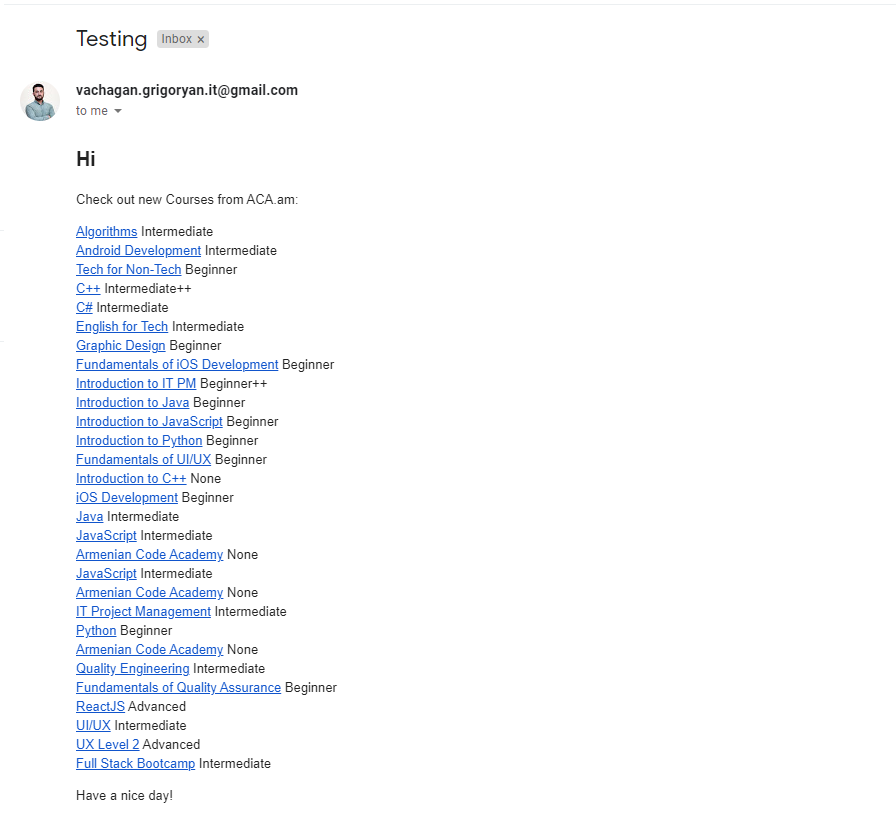 Testing Inbox ×
vachagan.grigoryan.it@gmail.com
to me
Hi
Check out new Courses from ACA.am:
Algorithms Intermediate
Android Development Intermediate
Tech for Non-Tech Beginner
C++ Intermediate++
C# Intermediate
English for Tech Intermediate
Graphic Design Beginner
Fundamentals of iOS Development Beginner
Introduction to IT PM Beginner++
Introduction to Java Beginner
Introduction to JavaScript Beginner
Introduction to Python Beginner
Fundamentals of UI/UX Beginner
Introduction to C++ None
iOS Development Beginner
Java Intermediate
JavaScript Intermediate
Armenian Code Academy None
JavaScript Intermediate
Armenian Code Academy None
IT Project Management Intermediate
Python Beginner
Armenian Code Academy None
Quality Engineering Intermediate
Fundamentals of Quality Assurance Beginner
ReactJS Advanced
UI/UX Intermediate
UX Level 2 Advanced
Full Stack Bootcamp Intermediate
Have a nice day!